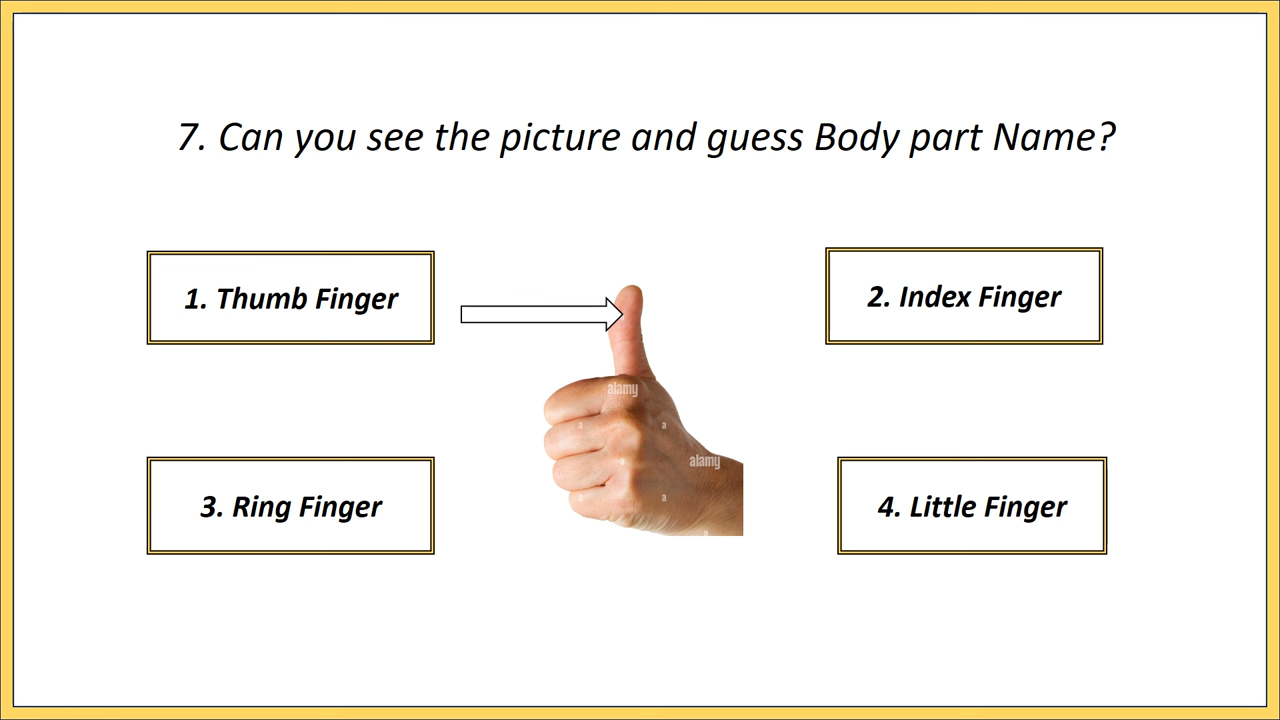 7. Can you see the picture and guess Body part Name?
1. Thumb Finger
2. Index Finger
alamy
a
a
alamy
a
a
a
3. Ring Finger
4. Little Finger